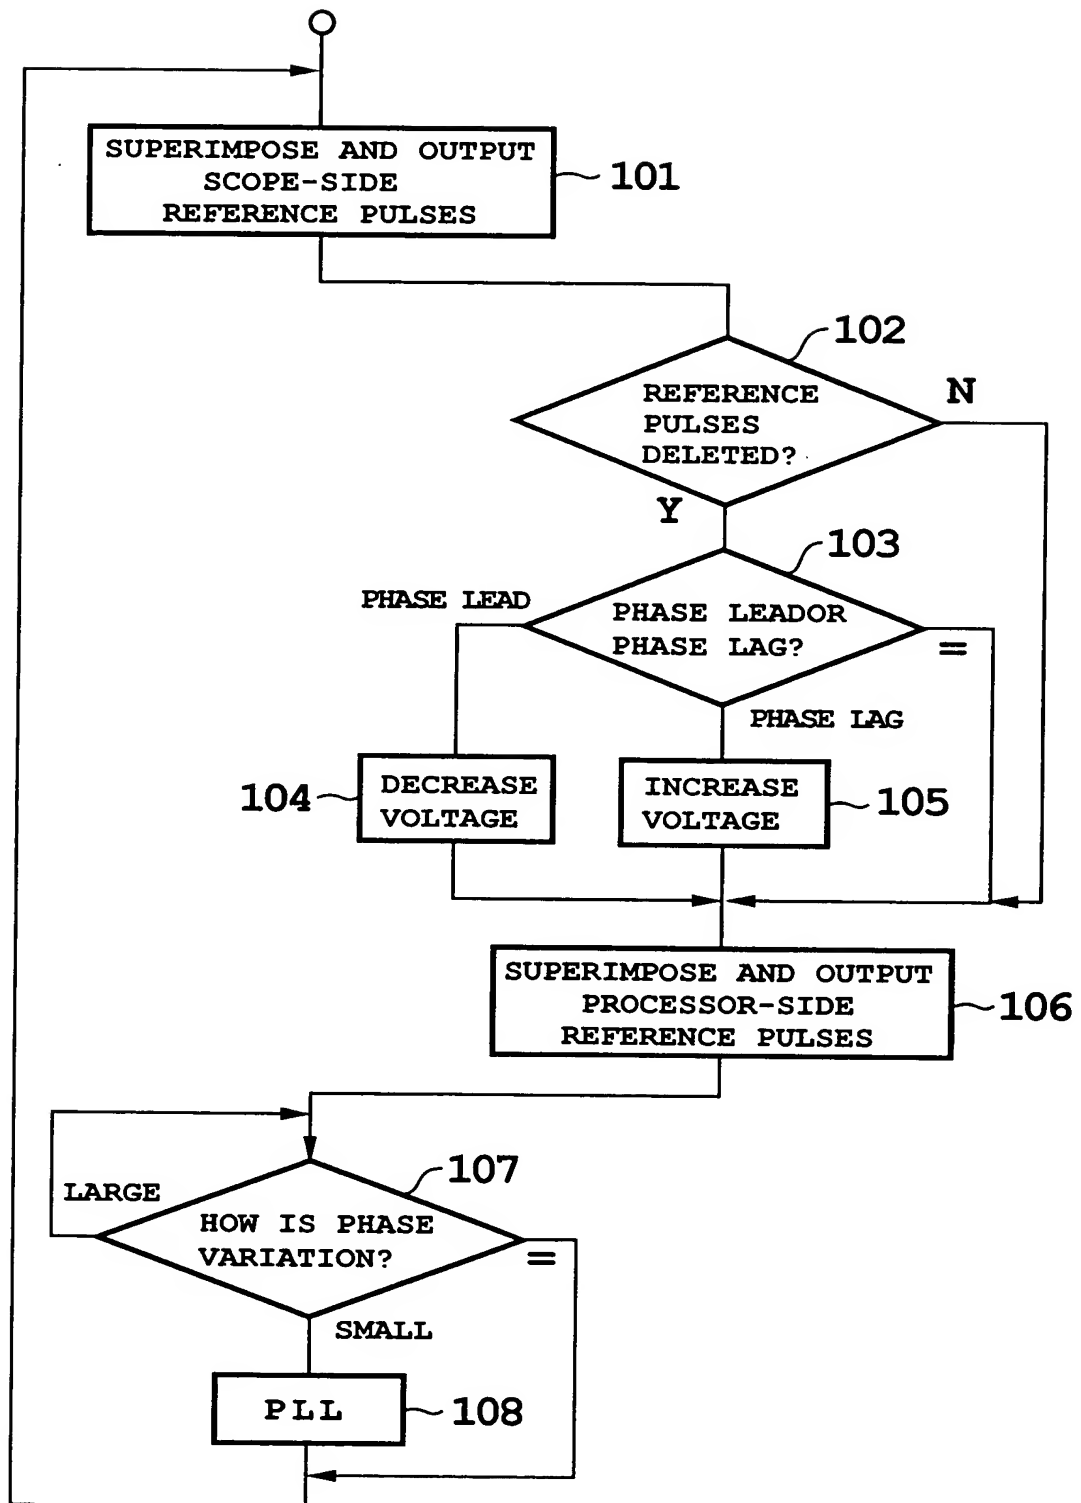 SUPERIMPOSE AND OUTPUT
SCOPE-SIDE
REFERENCE PULSES
101
102
REFERENCE
PULSES
DELETED?
N
Y
103
PHASE LEAD
PHASE LEADOR
PHASE LAG?
=
PHASE LAG
104
DECREASE
VOLTAGE
INCREASE
VOLTAGE
105
SUPERIMPOSE AND OUTPUT
PROCESSOR-SIDE
REFERENCE PULSES
106
107
LARGE
HOW IS PHASE
VARIATION?
=
SMALL
PLL
108